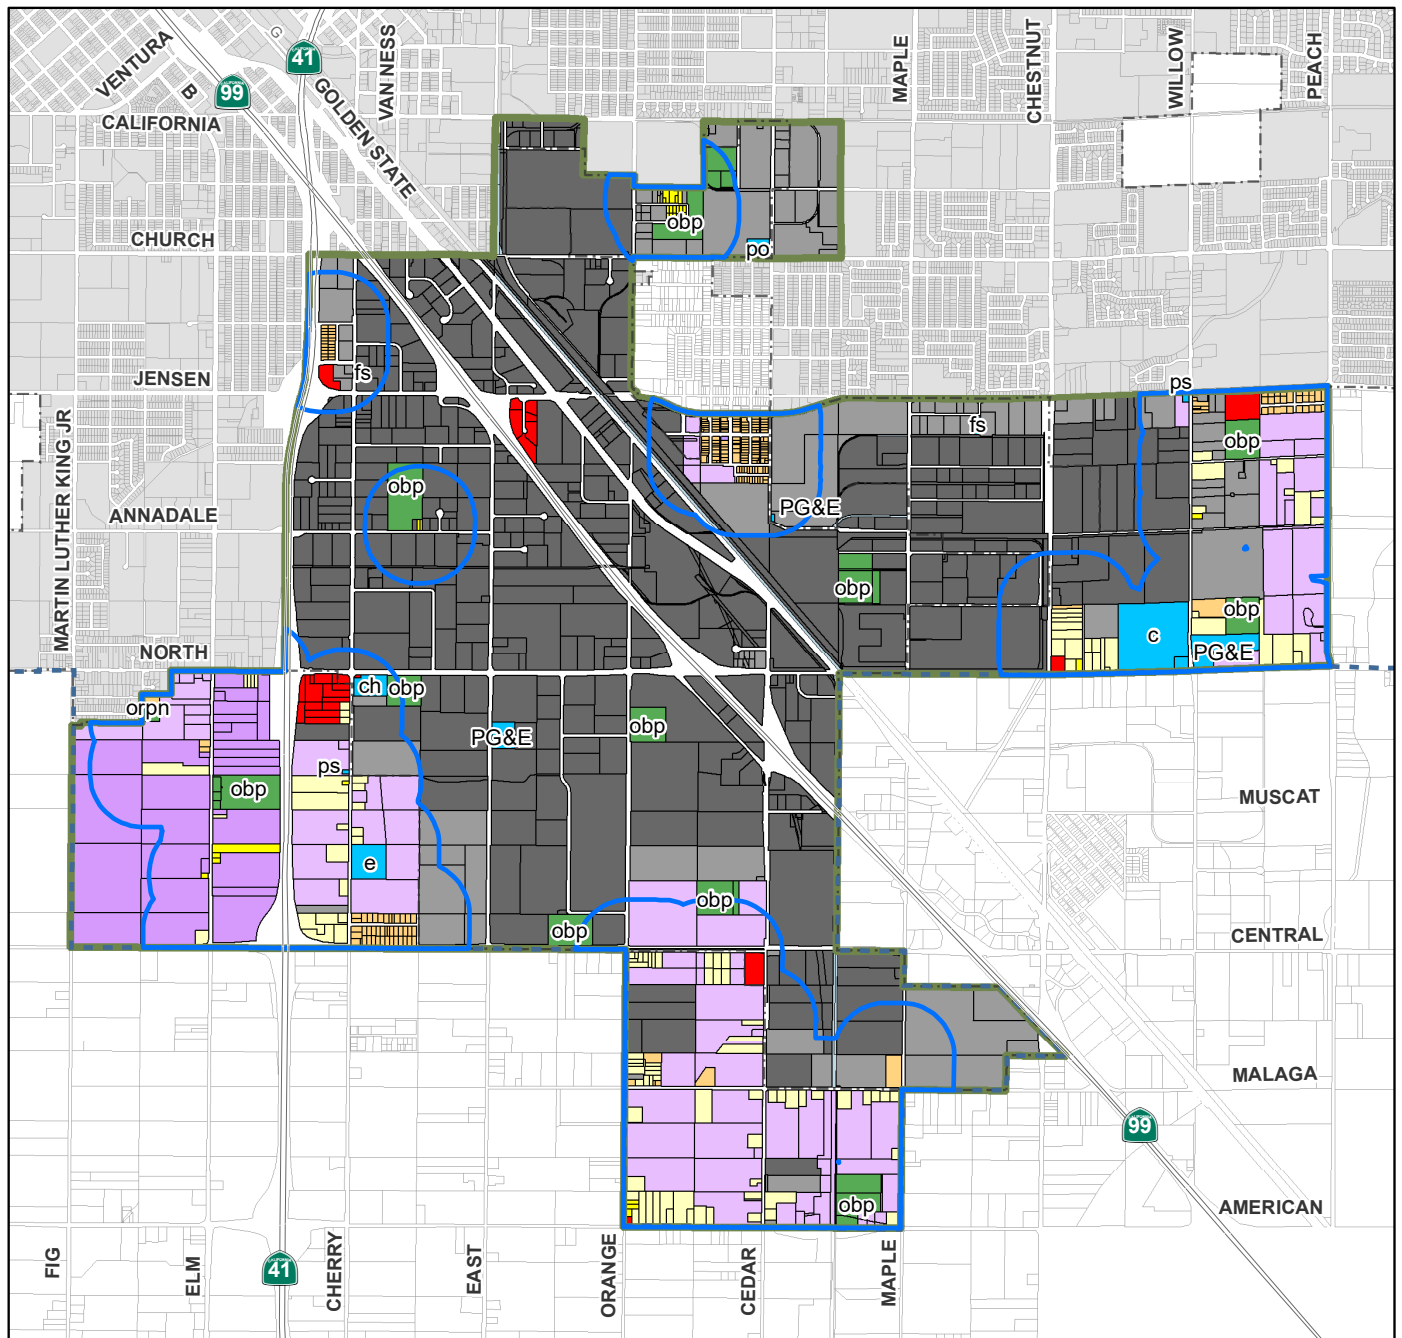 VENTURA
B
G
41
99
CALIFORNIA
GOLDEN STATE
VAN NESS
MAPLE
CHESTNUT
WILLOW
PEACH
CHURCH
obp
po
JENSEN
fs
ps
fs
obp
MARTIN LUTHER KING JR
obp
ANNADALE
PG&E
obp
obp
c
PG&E
NORTH
orpn
ch
obp
obp
PG&E
ps
obp
MUSCAT
e
obp
obp
CENTRAL
MALAGA
99
obp
AMERICAN
FIG
ELM
41
CHERRY
EAST
ORANGE
CEDAR
MAPLE